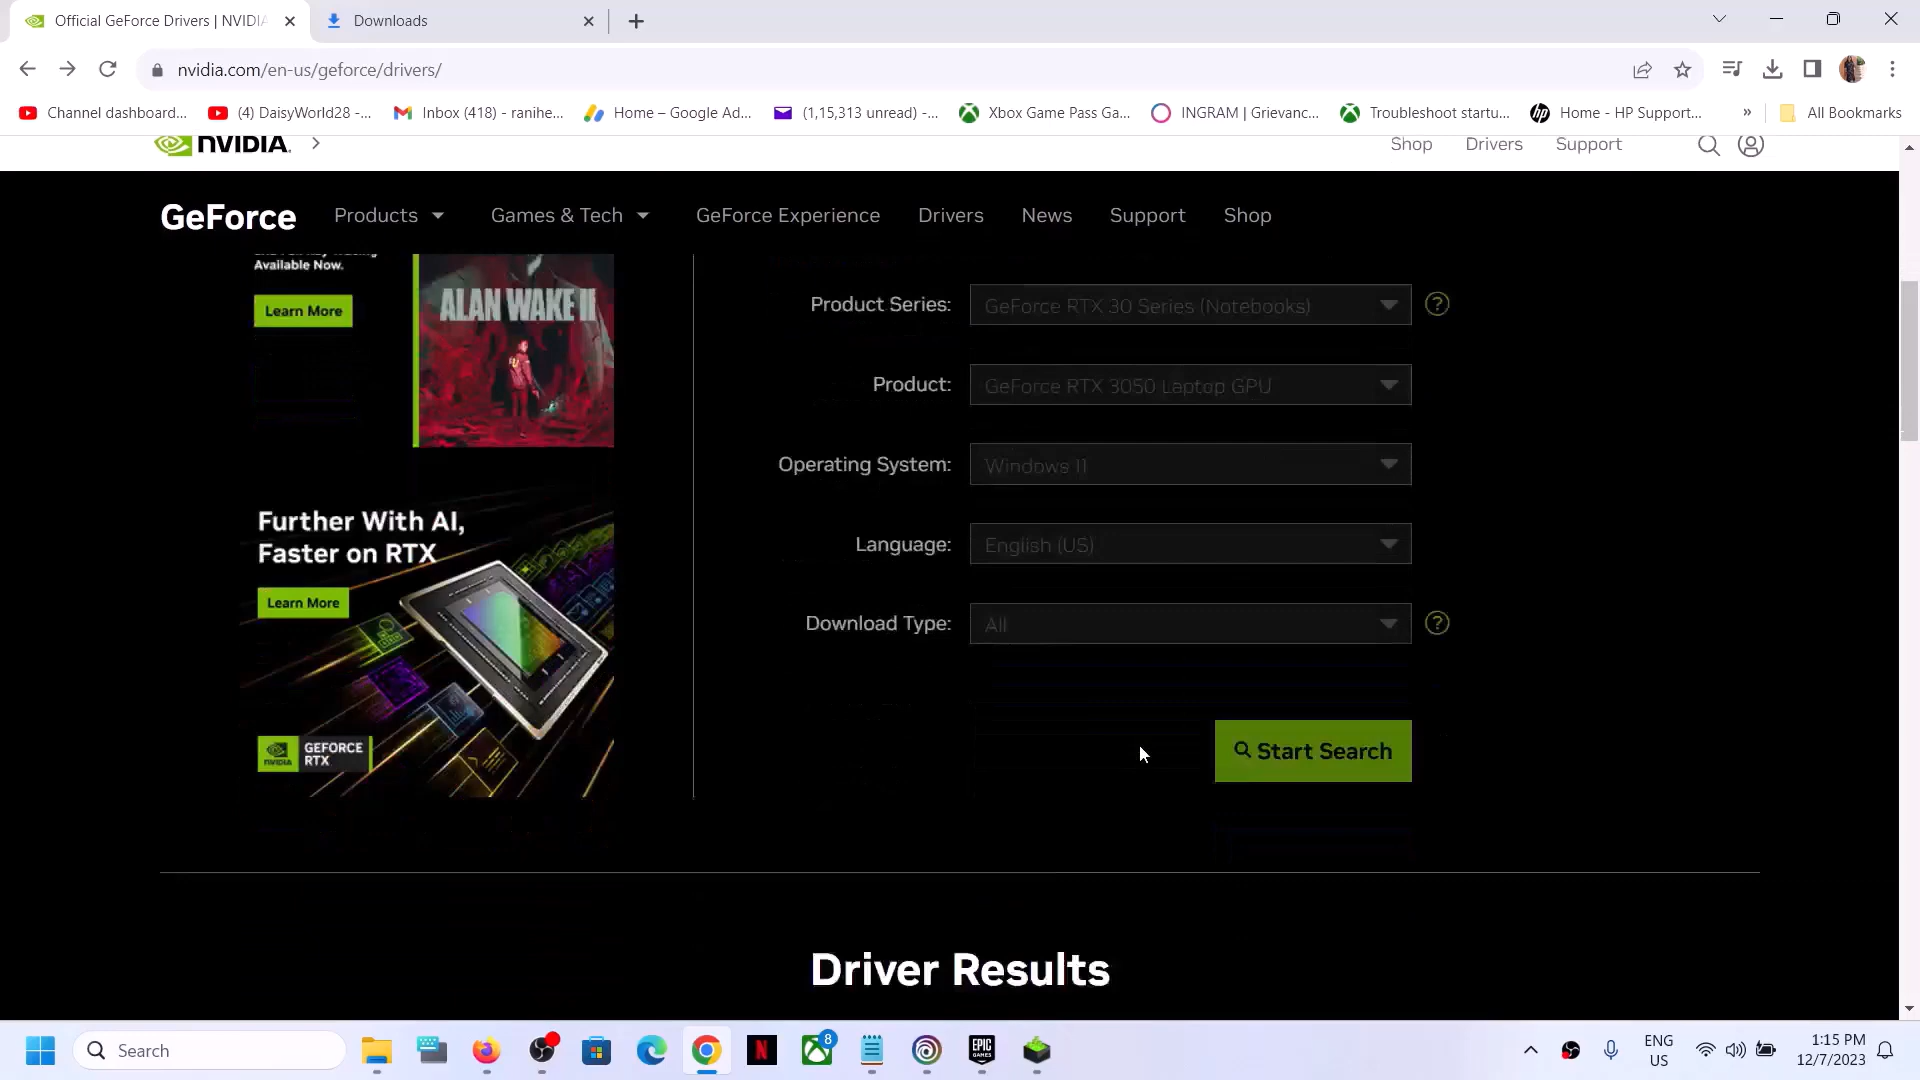 Official GeForce Drivers | NVIDIA
Downloads
nvidia.com/en-us/geforce/drivers/
Channel dashboard...
(4) DaisyWorld28 -...
Inbox (418) - ranihe...
Home – Google Ad...
(1,15,313 unread) -...
Xbox Game Pass Ga...
INGRAM | Grievanc...
Troubleshoot startu...
Home - HP Support...
»
All Bookmarks
NVIDIA.
Shop
Drivers
Support
GeForce
Products
Games & Tech
GeForce Experience
Drivers
News
Support
Shop
Available Now.
Learn More
ALAN WAKE II
Further With AI,
Faster on RTX
Learn More
NVIDIA
GEFORCE
RTX
Product Series:
GeForce RTX 30 Series (Notebooks)
Product:
GeForce RTX 3050 Laptop GPU
Operating System:
Windows 11
Language:
English (US)
Download Type:
All
Start Search
Driver Results
Search
8
EPIC
GAMES
ENG
US
1:15 PM
12/7/2023